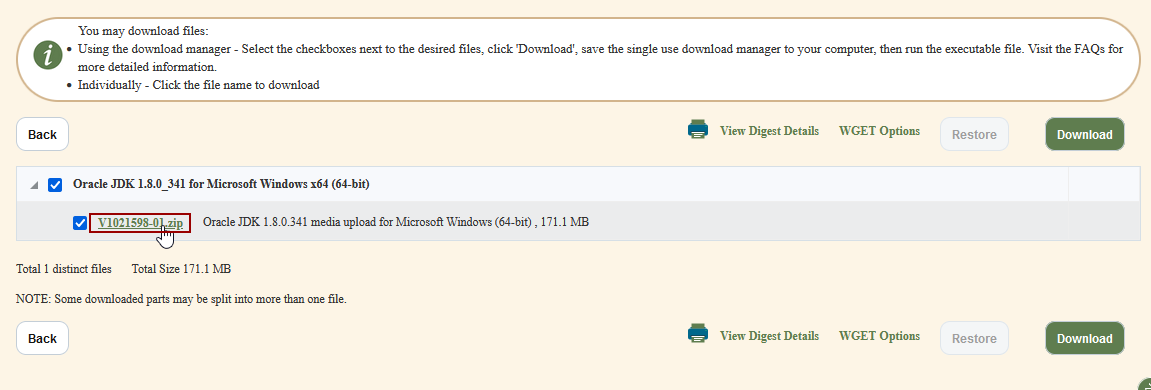 You may download files:
• Using the download manager - Select the checkboxes next to the desired files, click 'Download', save the single use download manager to your computer, then run the executable file. Visit the FAQs for
more detailed information.
• Individually - Click the file name to download
Back
View Digest Details
WGET Options
Restore
Download
Oracle JDK 1.8.0_341 for Microsoft Windows x64 (64-bit)
V1021598-01.zip Oracle JDK 1.8.0.341 media upload for Microsoft Windows (64-bit) , 171.1 MB
Total 1 distinct files Total Size 171.1 MB
NOTE: Some downloaded parts may be split into more than one file.
Back
View Digest Details
WGET Options
Restore
Download